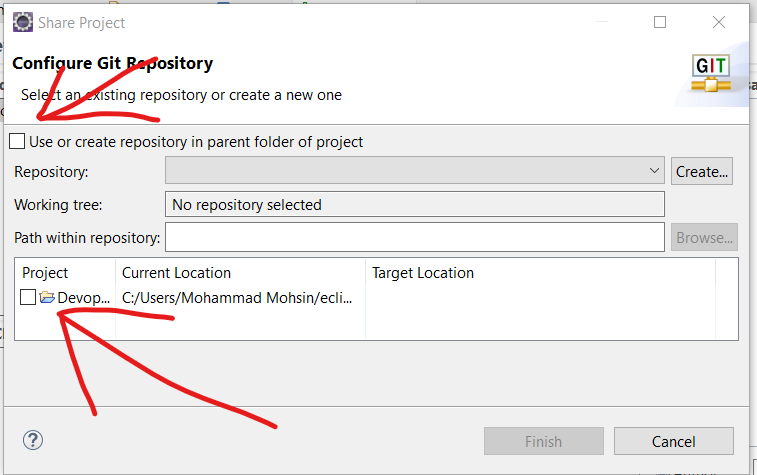 Share Project
Configure Git Repository
Select an existing repository or create a new one
GIT
Use or create repository in parent folder of project
Repository:
Create...
Working tree:
No repository selected
Path within repository:
Browse...
Project Current Location Target Location
Devop... C:/Users/Mohammad Mohsin/ecli...
?
Finish Cancel